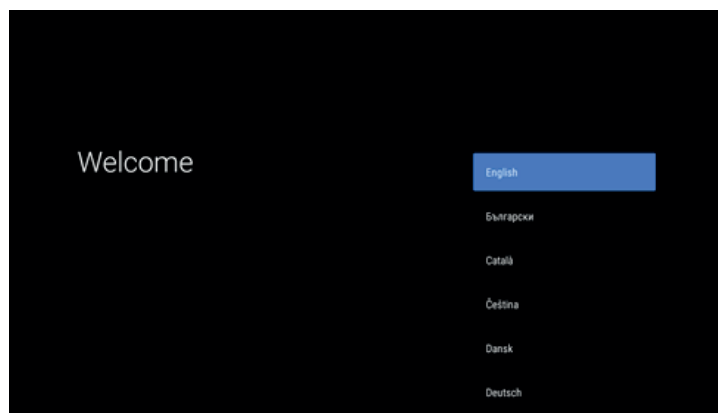 Welcome
English
Български
Català
Čeština
Dansk
Deutsch